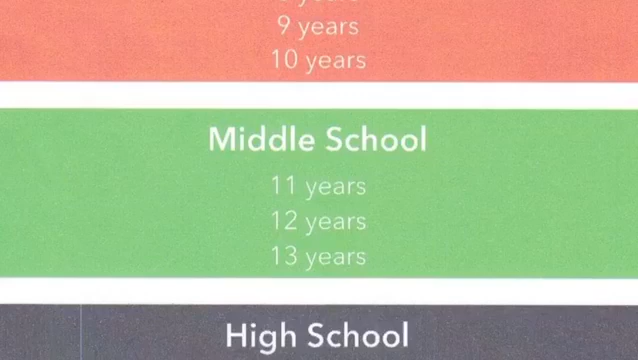 9 years
10 years
Middle School
11 years
12 years
13 years
High School